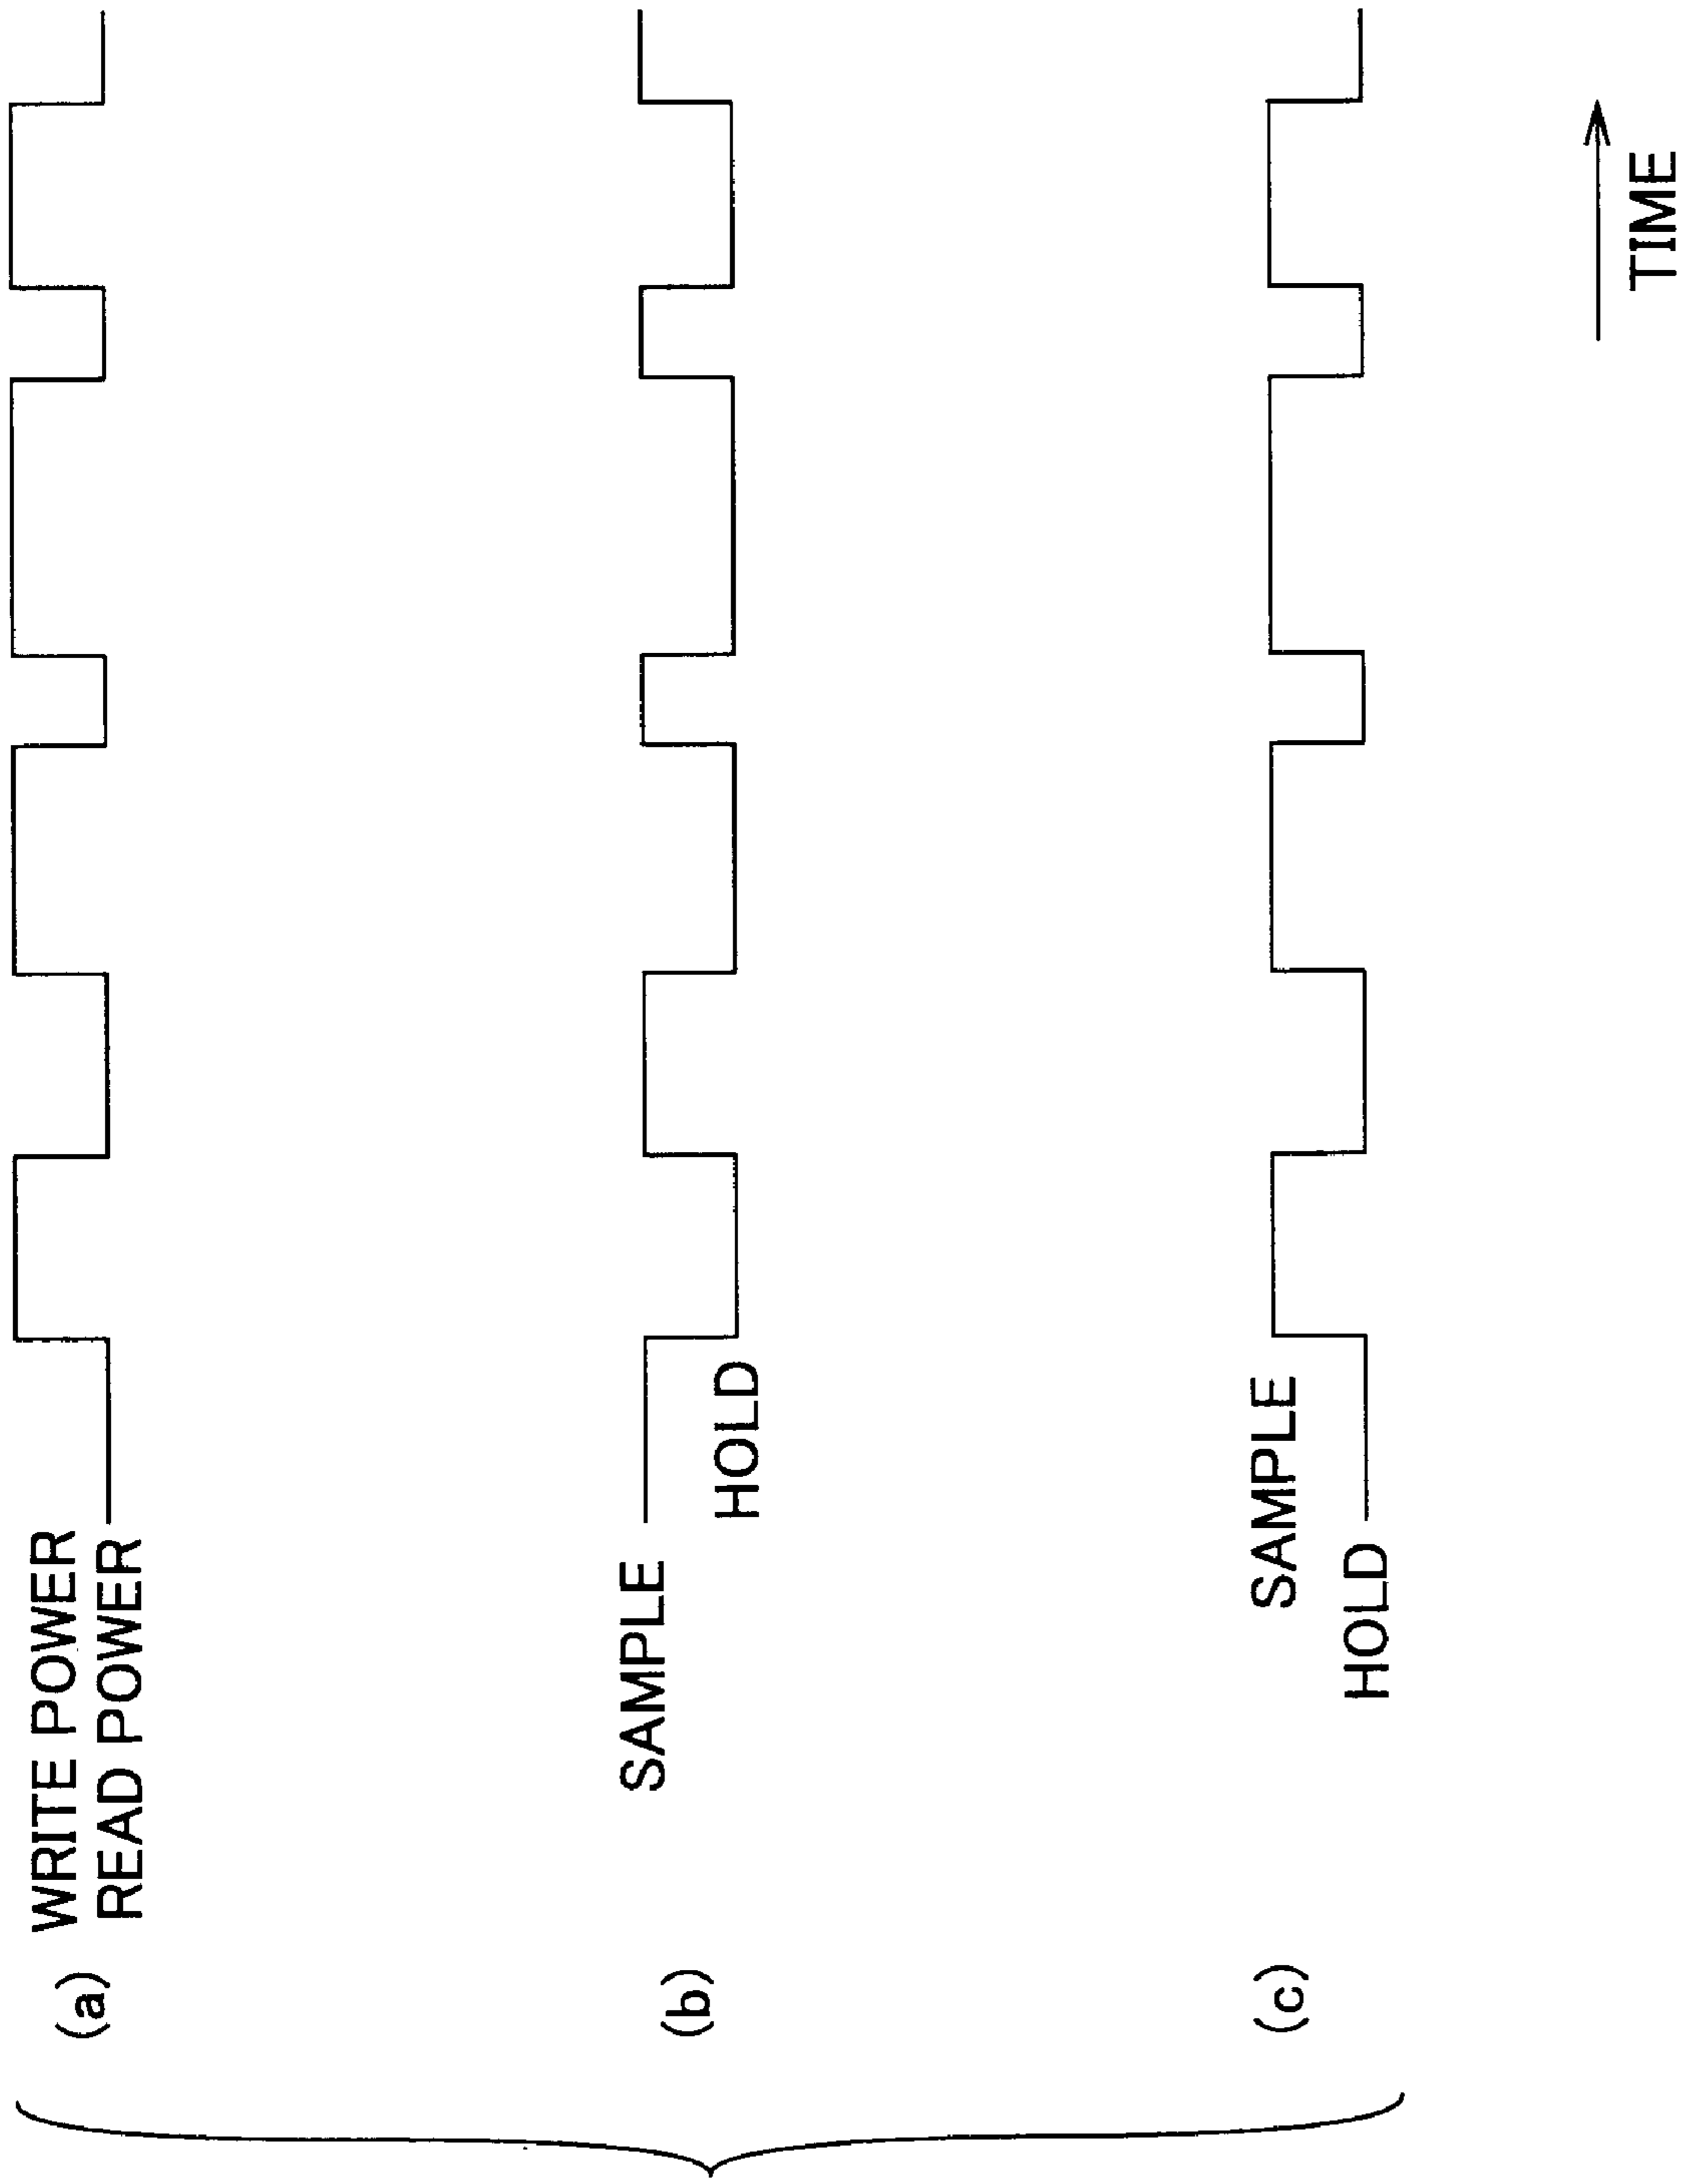 (a) WRITE POWER
READ POWER
(b) SAMPLE
HOLD
(c) SAMPLE
HOLD
TIME